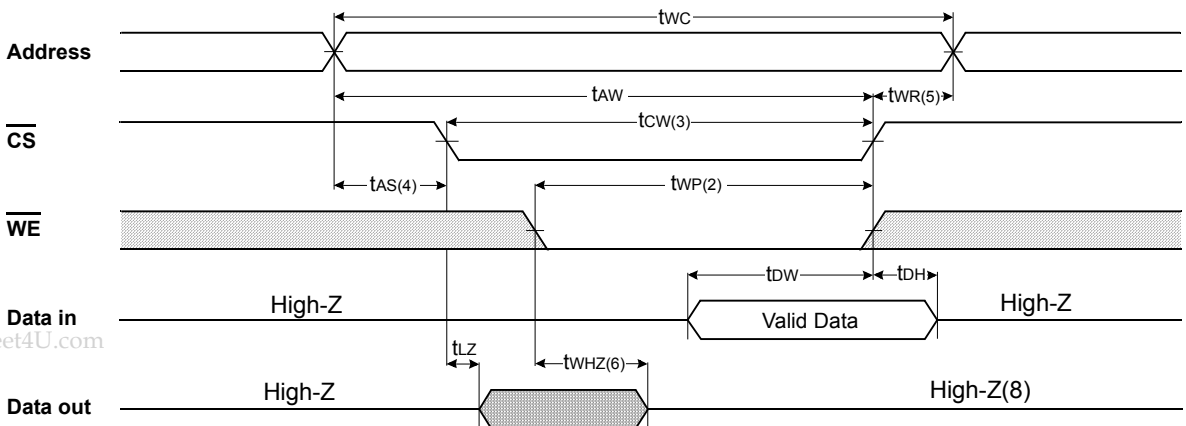 tWC
Address
tAW
tWR(5)
CS
tCW(3)
tAS(4)
tWP(2)
WE
tDW
tDH
High-Z
High-Z
Data in
Valid Data
eet4U.com
tLZ
tWHZ(6)
High-Z
High-Z(8)
Data out